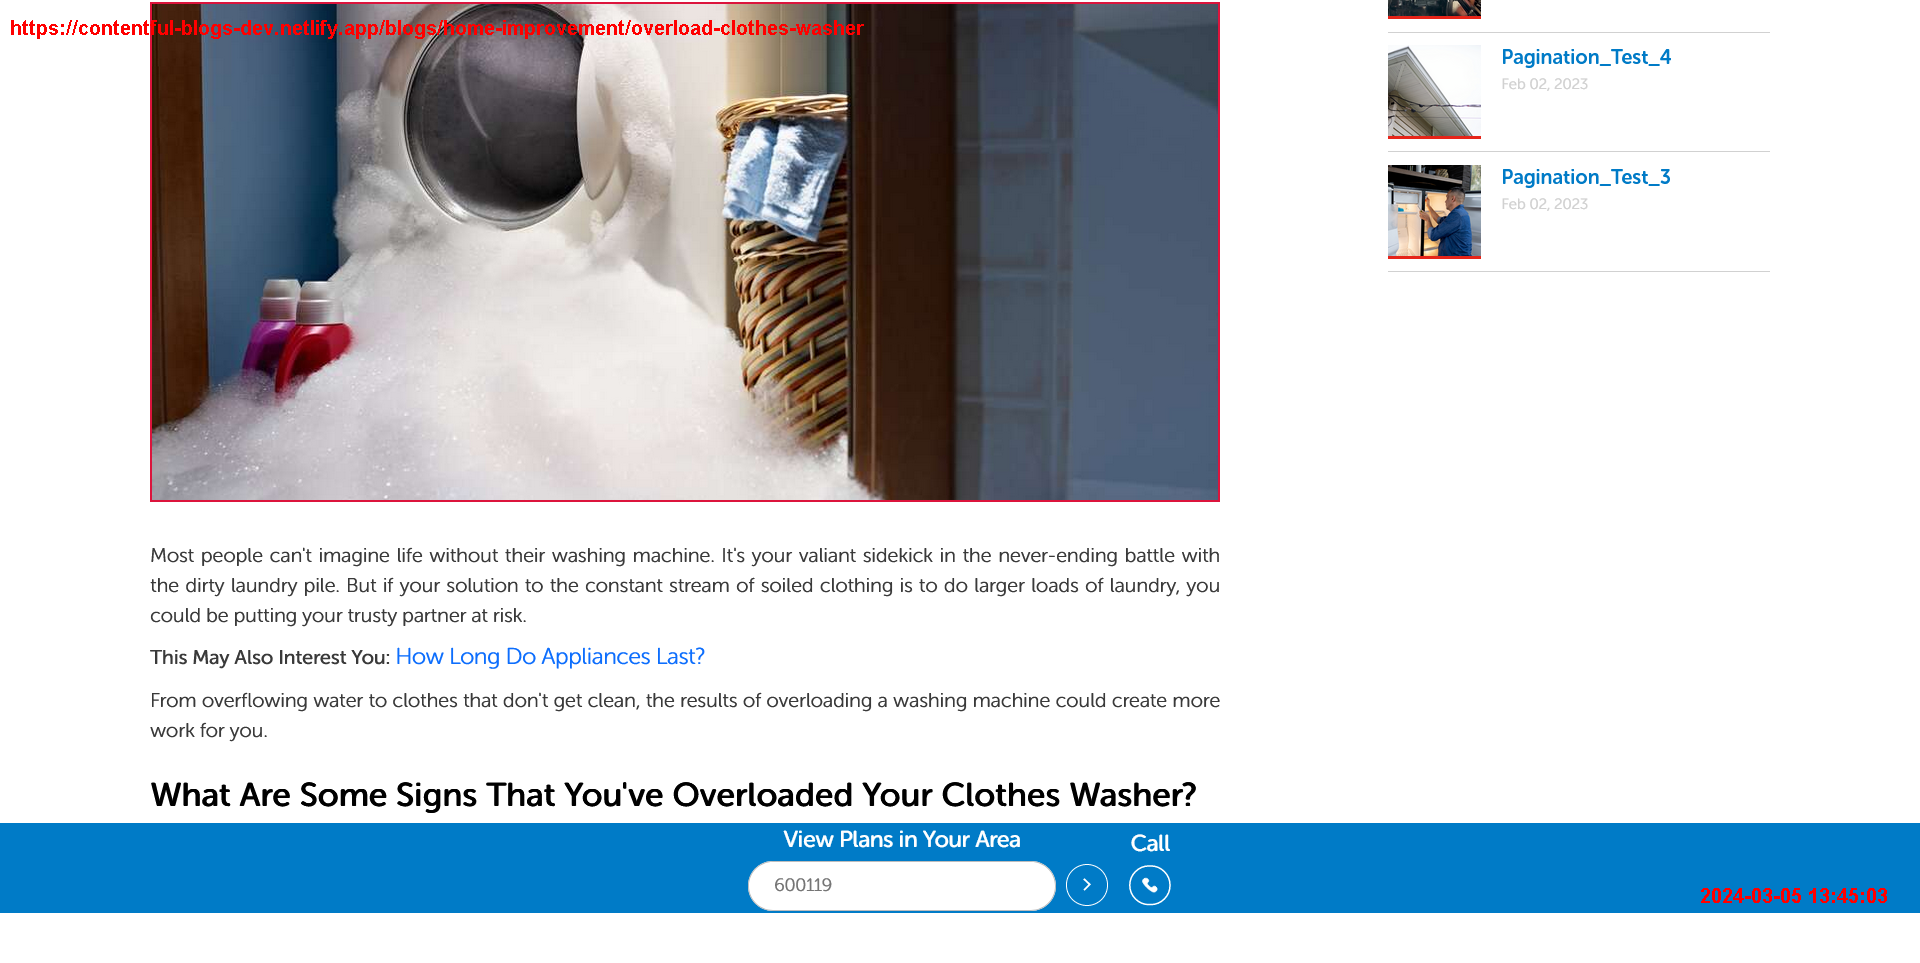 https://contentful-blogs-dev.netlify.app/blogs/home-improvement/overload-clothes-washer
Pagination_Test_4
Feb 02, 2023
Pagination_Test_3
Feb 02, 2023
Most people can't imagine life without their washing machine. It's your valiant sidekick in the never-ending battle with
the dirty laundry pile. But if your solution to the constant stream of soiled clothing is to do larger loads of laundry, you
could be putting your trusty partner at risk.
This May Also Interest You: How Long Do Appliances Last?
From overflowing water to clothes that don't get clean, the results of overloading a washing machine could create more
work for you.
What Are Some Signs That You've Overloaded Your Clothes Washer?
View Plans in Your Area
Call
600119
2024-03-05 13:45:03